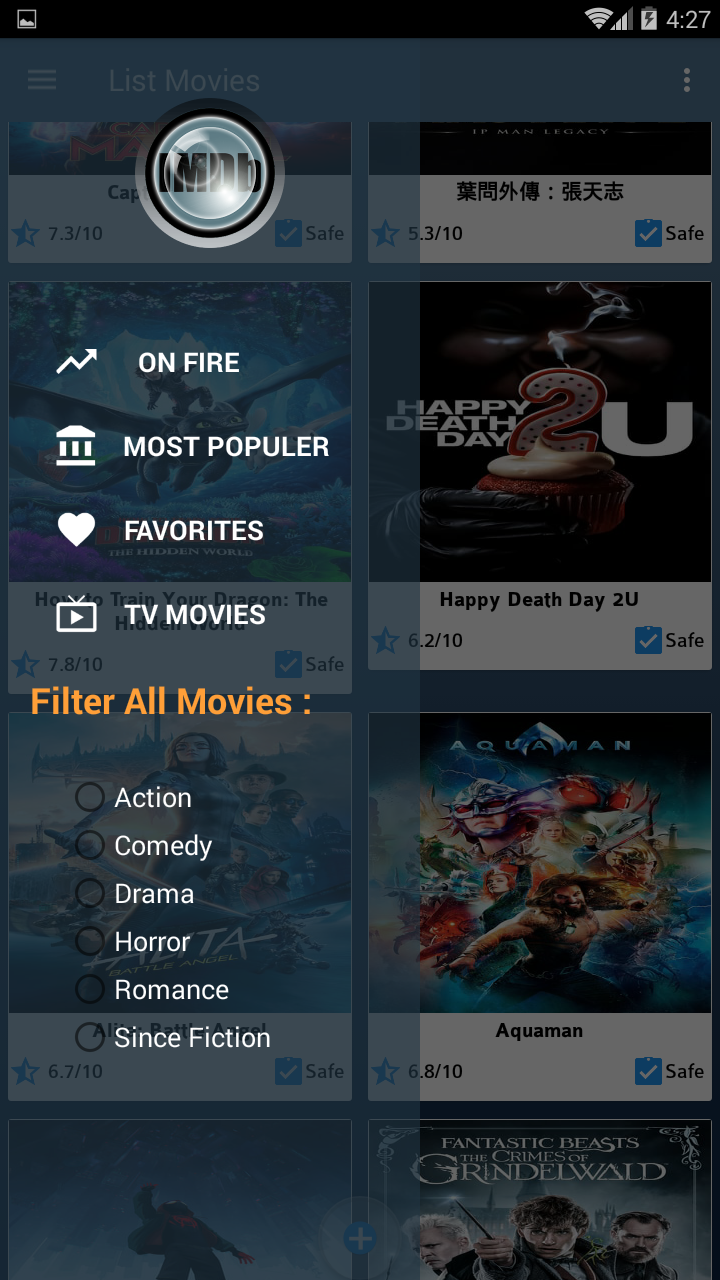 4:27
List Movies
IMDb
IP MAN LEGACY
葉問外傳：張天志
7.3/10
Safe
5.3/10
Safe
ON FIRE
MOST POPULER
FAVORITES
TV MOVIES
THE HIDDEN WORLD
HAPPY
DEATH
DAY
2U
How to Train Your Dragon: The
Hidden World
7.8/10
Safe
Happy Death Day 2U
6.2/10
Safe
Filter All Movies :
Action
Comedy
Drama
Horror
Romance
Since Fiction
ALITA
BATTLE ANGEL
Alita: Battle Angel
6.7/10
Safe
AQUAMAN
Aquaman
6.8/10
Safe
FANTASTIC BEASTS
THE CRIMES OF
GRINDELWALD